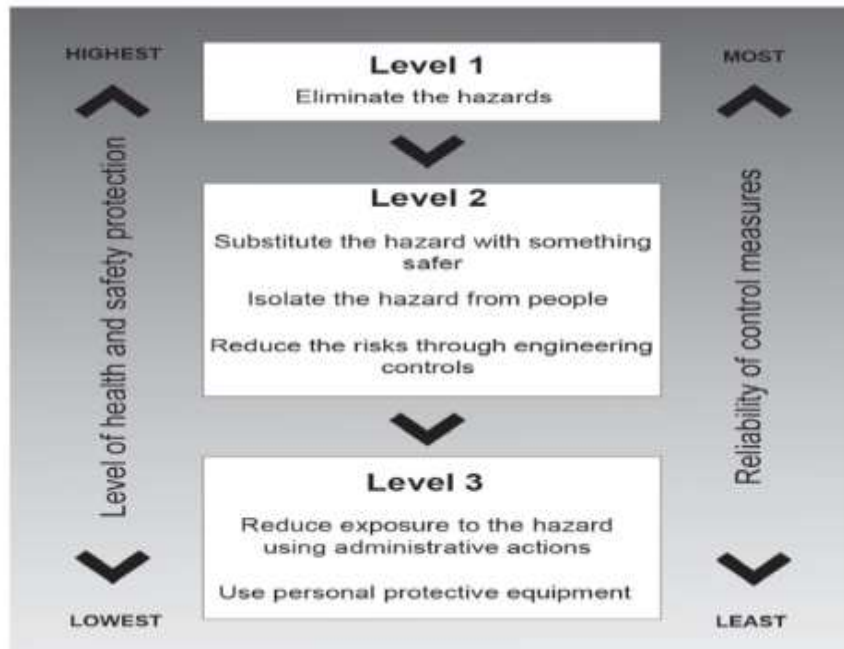 HIGHEST
MOST
Level 1
Eliminate the hazards
Level of health and safety protection
Reliability of control measures
Level 2
Substitute the hazard with something
safer
Isolate the hazard from people
Reduce the risks through engineering
controls
Level 3
Reduce exposure to the hazard
using administrative actions
Use personal protective equipment
LOWEST
LEAST